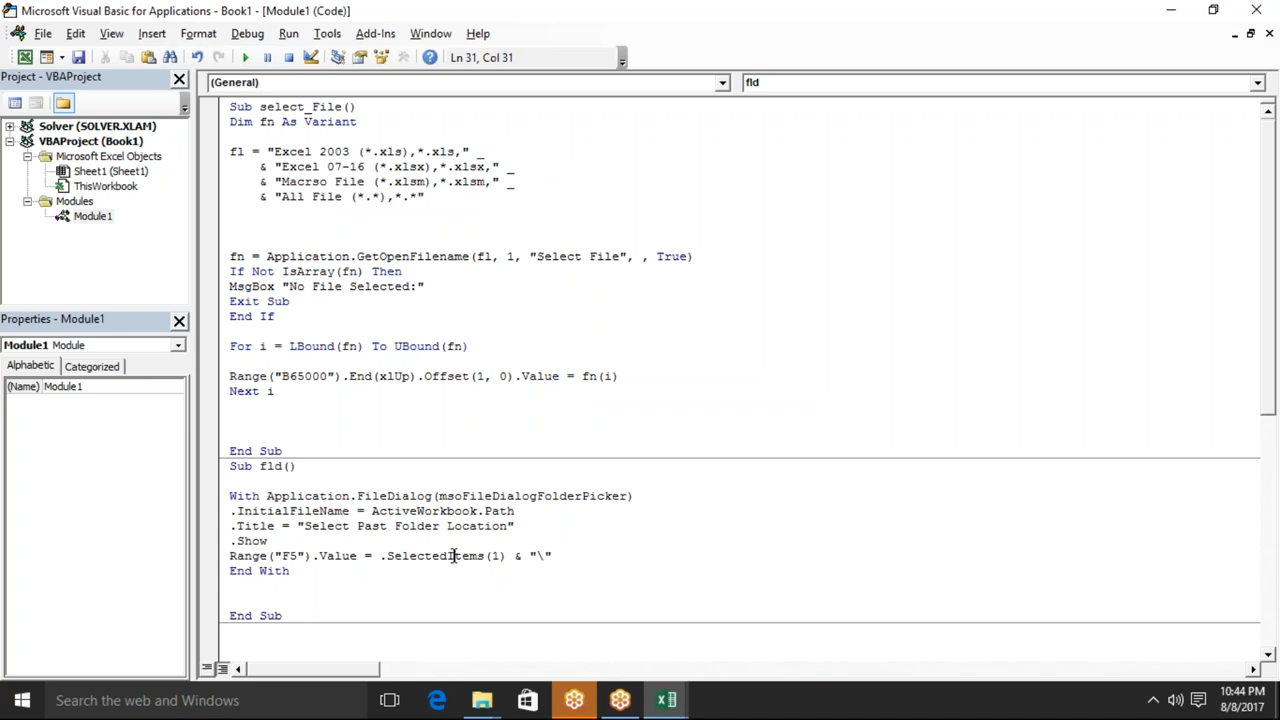 Microsoft Visual Basic for Applications - Book1 - [Module1 (Code)]
File Edit View Insert Format Debug Run Tools Add-Ins Window Help
Ln 31, Col 31
Project - VBAProject
Solver (SOLVER.XLAM)
VBAProject (Book1)
Microsoft Excel Objects
Sheet1 (Sheet1)
ThisWorkbook
Modules
Module1
Properties - Module1
Module1 Module
Alphabetic Categorized
(Name) Module1
(General) fld
Sub select_File()
Dim fn As Variant
fl = "Excel 2003 (*.xls),*.xls," _
& "Excel 07-16 (*.xlsx),*.xlsx," _
& "Macrso File (*.xlsm),*.xlsm," _
& "All File (*.*),*.*"
fn = Application.GetOpenFilename(fl, 1, "Select File", , True)
If Not IsArray(fn) Then
MsgBox "No File Selected:"
Exit Sub
End If
For i = LBound(fn) To UBound(fn)
Range("B65000").End(xlUp).Offset(1, 0).Value = fn(i)
Next i
End Sub
Sub fld()
With Application.FileDialog(msoFileDialogFolderPicker)
.InitialFileName = ActiveWorkbook.Path
.Title = "Select Past Folder Location"
.Show
Range("F5").Value = .SelectedItems(1) & "\"
End With
End Sub
Search the web and Windows
10:44 PM
8/8/2017